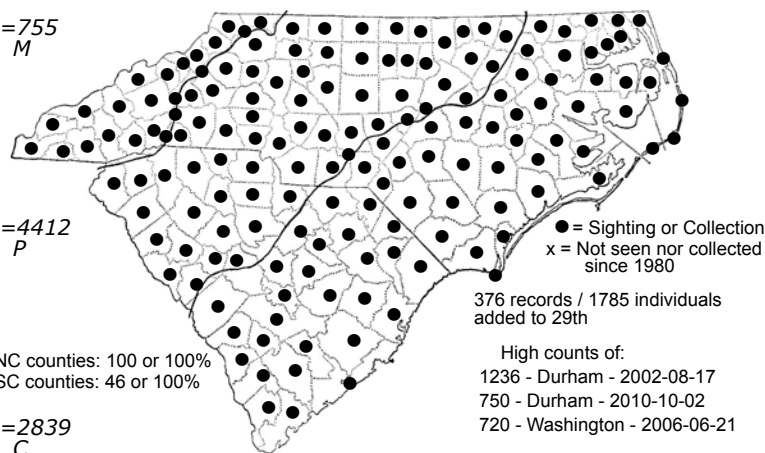 =755
M
=4412
P
● = Sighting or Collection
x = Not seen nor collected
since 1980
376 records / 1785 individuals
added to 29th
NC counties: 100 or 100%
SC counties: 46 or 100%
High counts of:
1236 - Durham - 2002-08-17
750 - Durham - 2010-10-02
720 - Washington - 2006-06-21
=2839
C